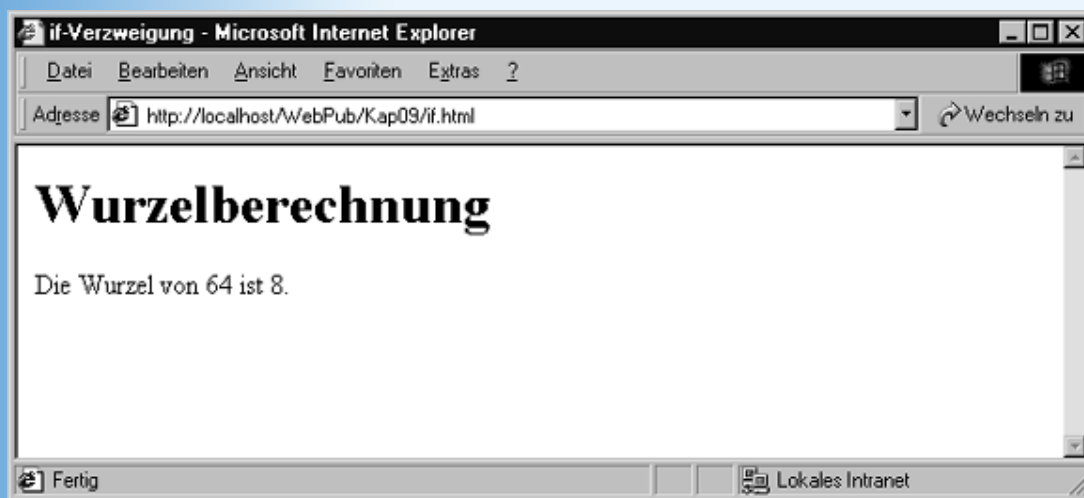 if-Verzweigung - Microsoft Internet Explorer
Datei Bearbeiten Ansicht Favoriten Extras ?
Adresse http://localhost/WebPub/Kap09/if.html Wechseln zu
Wurzelberechnung
Die Wurzel von 64 ist 8.
Fertig Lokales Intranet